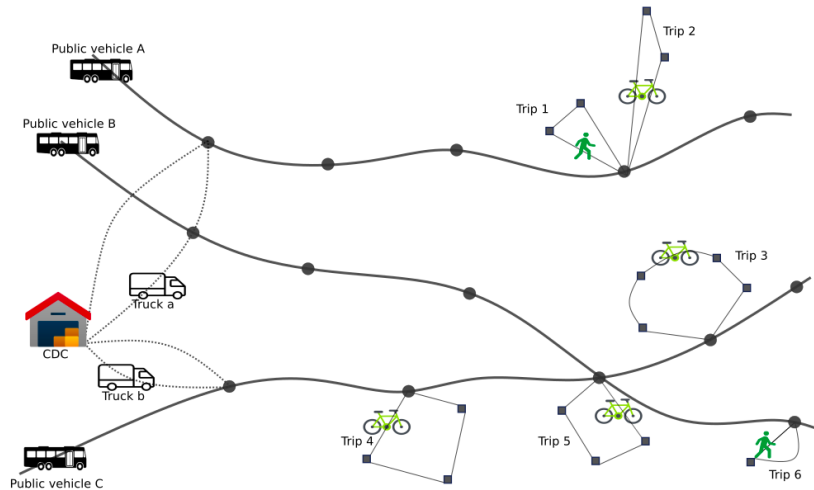 Public vehicle A
Trip 2
Trip 1
Public vehicle B
Trip 3
Truck a
CDC
Truck b
Trip 4
Trip 5
Trip 6
Public vehicle C